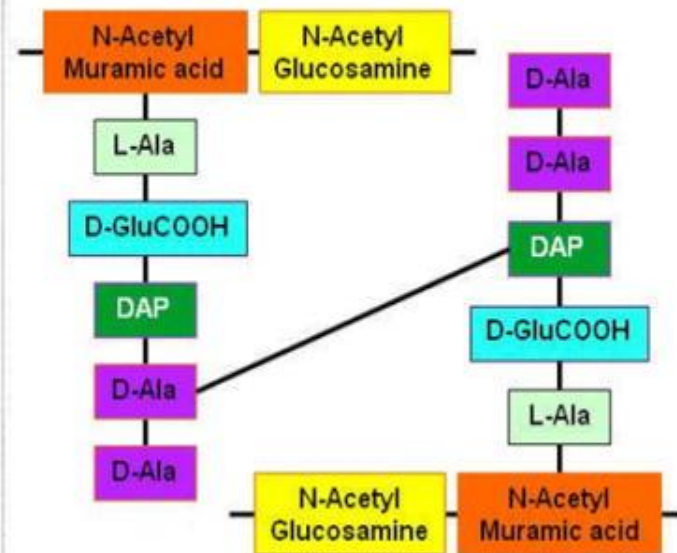 N-Acetyl
Muramic acid
N-Acetyl
Glucosamine
L-Ala
D-GluCOOH
DAP
D-Ala
D-Ala
D-Ala
D-Ala
DAP
D-GluCOOH
L-Ala
N-Acetyl
Glucosamine
N-Acetyl
Muramic acid